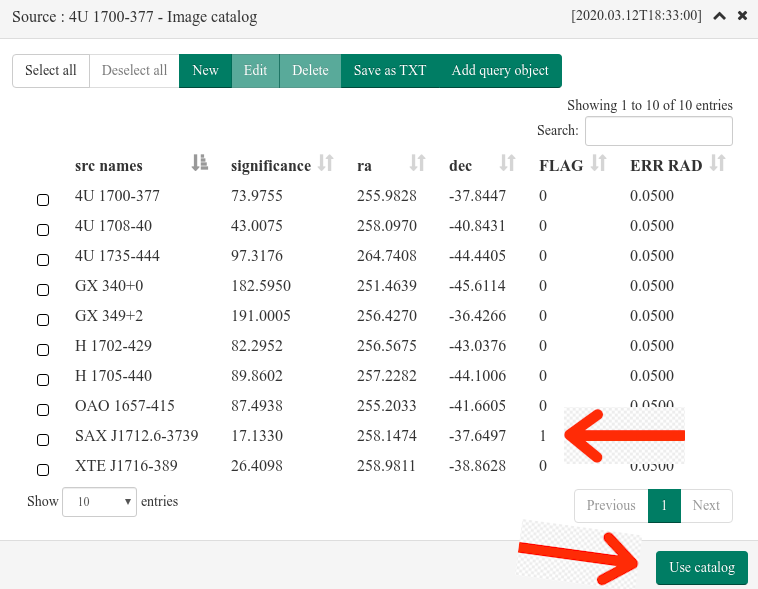 Source : 4U 1700-377 - Image catalog [2020.03.12T18:33:00]
Select all Deselect all New Edit Delete Save as TXT Add query object
Showing 1 to 10 of 10 entries
Search:
src names significance ra dec FLAG ERR RAD
4U 1700-377 73.9755 255.9828 -37.8447 0 0.0500
4U 1708-40 43.0075 258.0970 -40.8431 0 0.0500
4U 1735-444 97.3176 264.7408 -44.4405 0 0.0500
GX 340+0 182.5950 251.4639 -45.6114 0 0.0500
GX 349+2 191.0005 256.4270 -36.4266 0 0.0500
H 1702-429 82.2952 256.5675 -43.0376 0 0.0500
H 1705-440 89.8602 257.2282 -44.1006 0 0.0500
OAO 1657-415 87.4938 255.2033 -41.6605 0 0.0500
SAX J1712.6-3739 17.1330 258.1474 -37.6497 1
XTE J1716-389 26.4098 258.9811 -38.8628 0 0.0500
Show 10 entries
Previous 1 Next
Use catalog